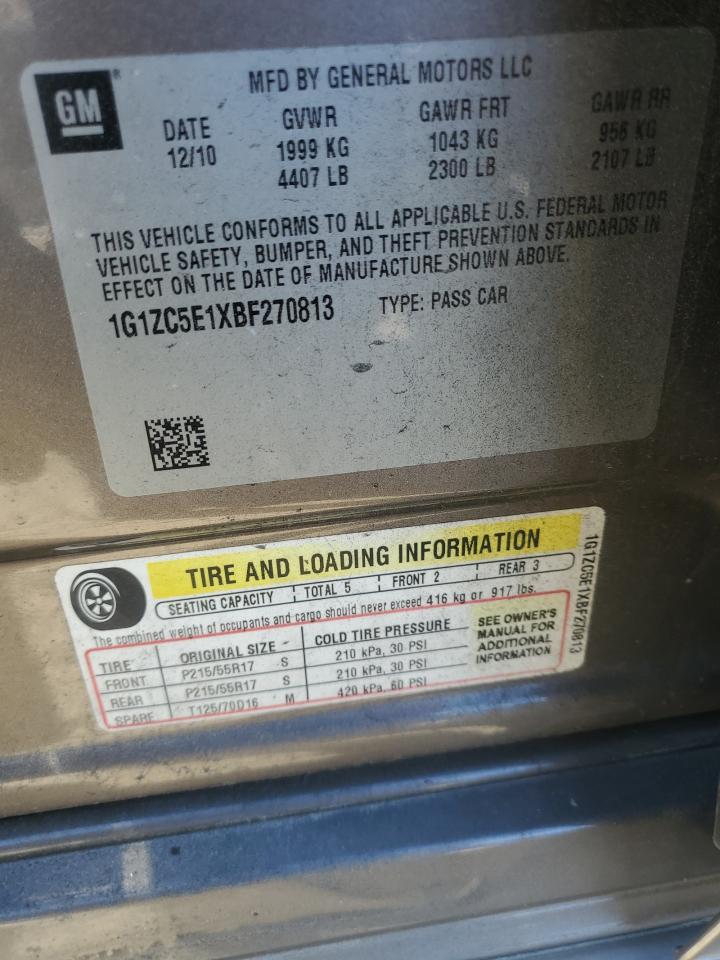 GM®
MFD BY GENERAL MOTORS LLC
DATE GVWR GAWR FRT GAWR RR
12/10 1999 KG 1043 KG 956 KG
4407 LB 2300 LB 2107 LB
THIS VEHICLE CONFORMS TO ALL APPLICABLE U.S. FEDERAL MOTOR
VEHICLE SAFETY, BUMPER, AND THEFT PREVENTION STANDARDS IN
EFFECT ON THE DATE OF MANUFACTURE SHOWN ABOVE.
1G1ZC5E1XBF270813 TYPE: PASS CAR
TIRE AND LOADING INFORMATION
SEATING CAPACITY TOTAL 5 FRONT 2 REAR 3
The combined weight of occupants and cargo should never exceed 416 kg or 917 lbs.
TIRE ORIGINAL SIZE COLD TIRE PRESSURE
FRONT P215/55R17 S 210 kPa, 30 PSI
REAR P215/55R17 S 210 kPa, 30 PSI
SPARE T125/70D16 M 420 kPa, 60 PSI
SEE OWNER'S
MANUAL FOR
ADDITIONAL
INFORMATION
1G1ZC5E1XBF270813